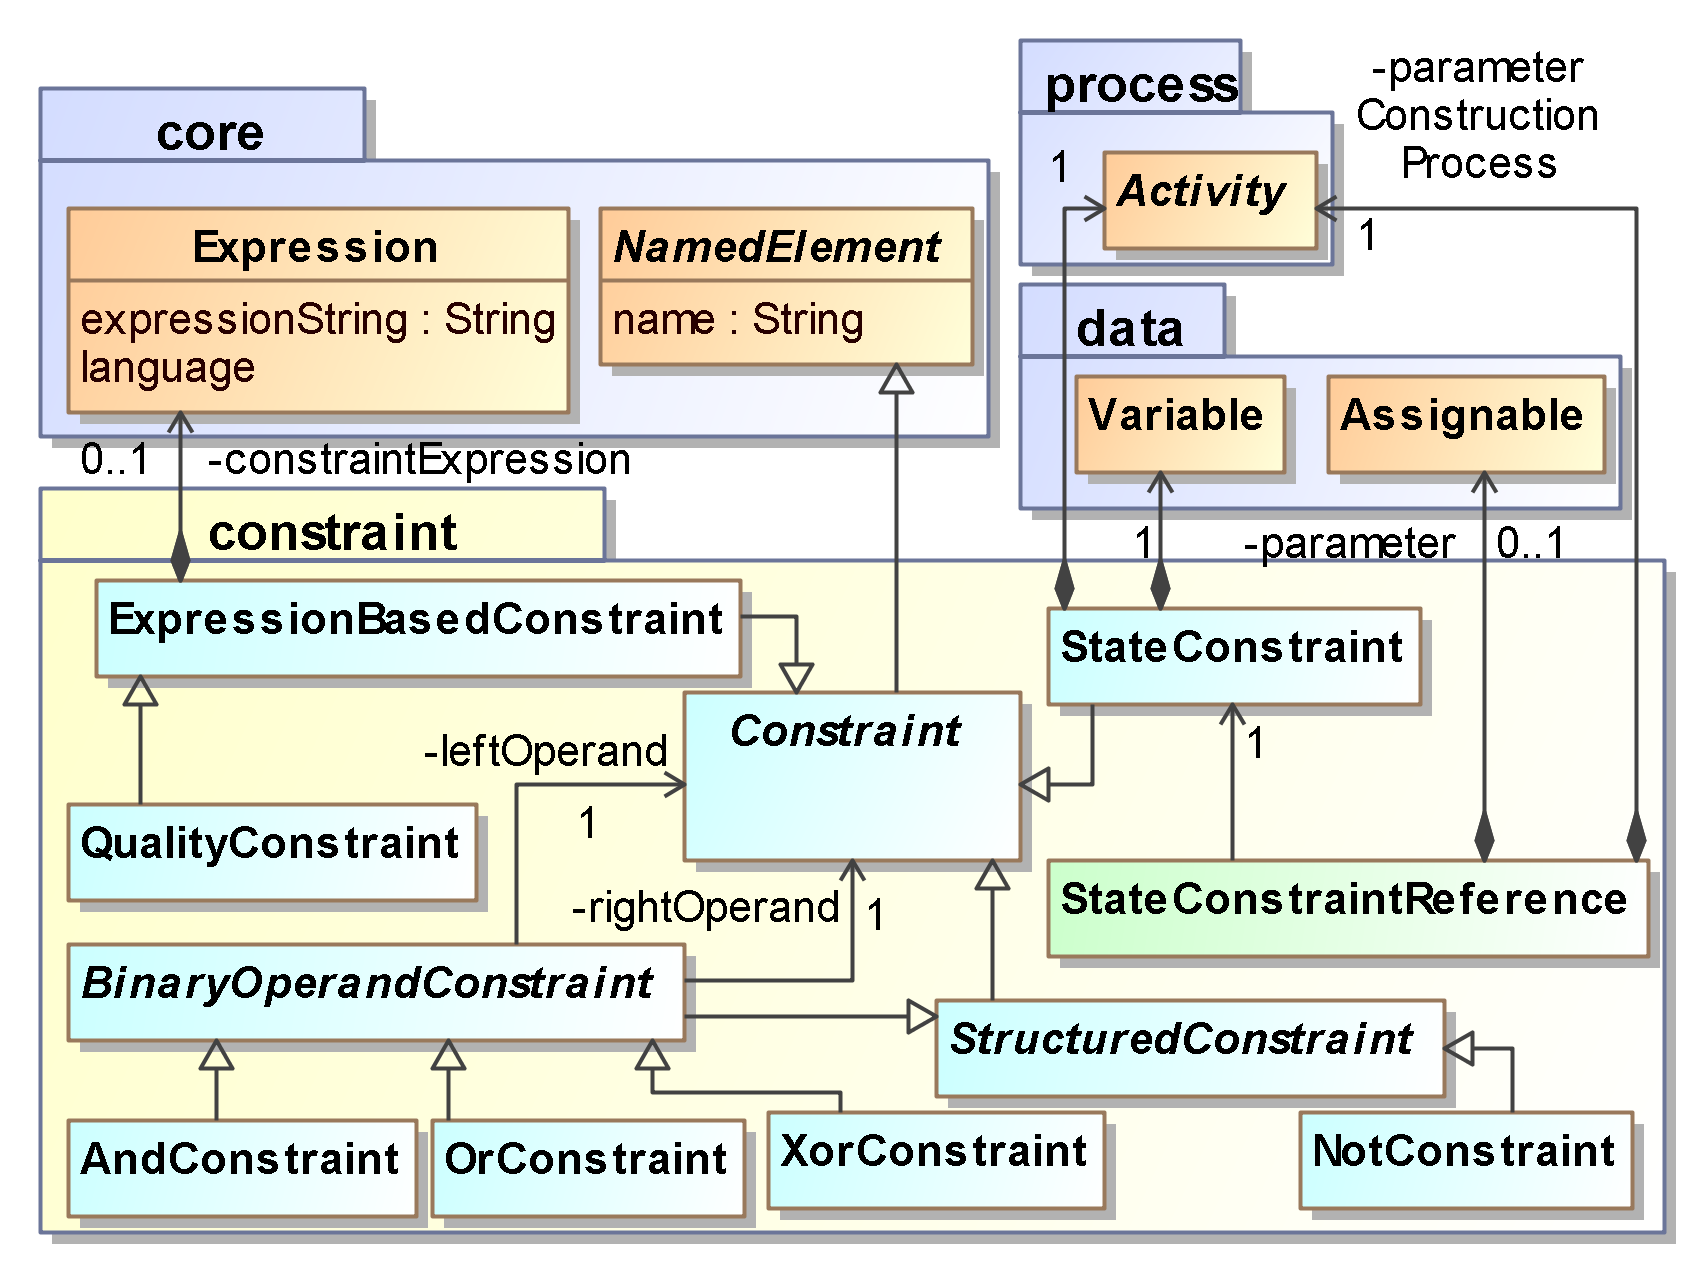 process
-parameter
Construction
Process
core
1
Activity
1
Expression
NamedElement
expressionString : String
language
name : String
data
Variable
Assignable
0..1
-constraintExpression
constraint
1
-parameter
0..1
ExpressionBasedConstraint
StateConstraint
Constraint
-leftOperand
1
1
QualityConstraint
-rightOperand
1
StateConstraintReference
BinaryOperandConstraint
StructuredConstraint
AndConstraint
OrConstraint
XorConstraint
NotConstraint